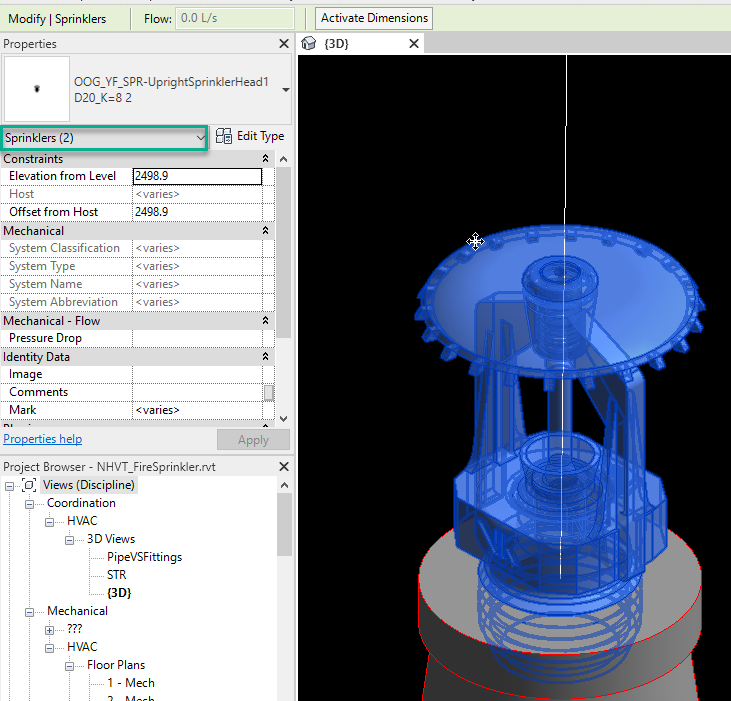 Modify | Sprinklers
Flow:
0.0 L/s
Activate Dimensions
Properties
{3D}
OOG_YF_SPR-UprightSprinklerHead1
D20_K=8 2
Sprinklers (2)
Edit Type
Constraints
Elevation from Level 2498.9
Host <varies>
Offset from Host 2498.9
Mechanical
System Classification <varies>
System Type <varies>
System Name <varies>
System Abbreviation <varies>
Mechanical - Flow
Pressure Drop
Identity Data
Image
Comments
Mark <varies>
Properties help
Apply
Project Browser - NHVT_FireSprinkler.rvt
Views (Discipline)
Coordination
HVAC
3D Views
PipeVSFittings
STR
{3D}
Mechanical
???
HVAC
Floor Plans
1 - Mech
2 - Mech